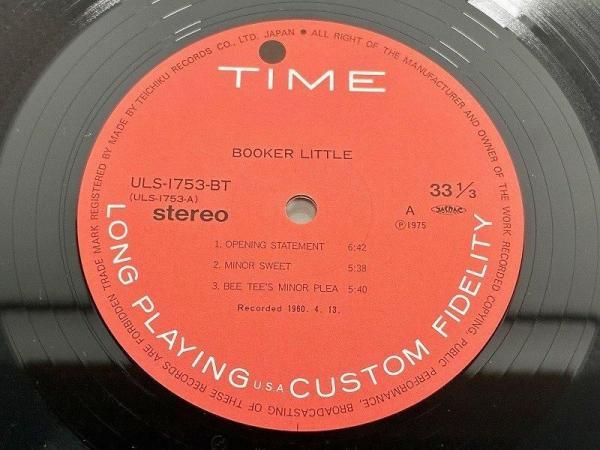 MADE BY TEICHIKU RECORDS CO., LTD. JAPAN • ALL RIGHT OF THE MANUFACTURER AND OWNER OF THE WORK RECORDED COPYING PUBLIC PERFORMANCE, BROADCASTING OF THESE RECORDS ARE FORBIDDEN TRADE MARK REGISTERED BY
TIME
BOOKER LITTLE
ULS-1753-BT
(ULS-1753-A)
stereo
A 33 1/3
Ⓟ1975
1. OPENING STATEMENT 6:42
2. MINOR SWEET 5:38
3. BEE TEE'S MINOR PLEA 5:40
Recorded 1960. 4. 13.
LONG PLAYING U.S.A CUSTOM FIDELITY